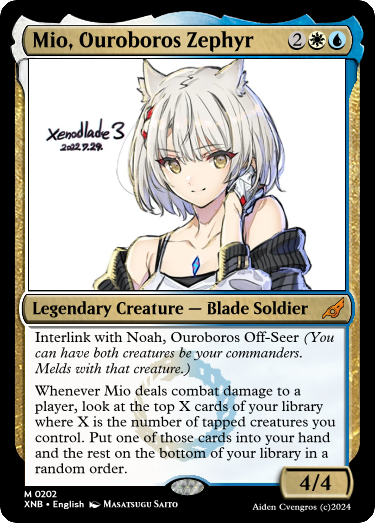 Mio, Ouroboros Zephyr 2
Xenoblade 3
2022.7.29.
Legendary Creature — Blade Soldier
Interlink with Noah, Ouroboros Off-Seer (You
can have both creatures be your commanders.
Melds with that creature.)
Whenever Mio deals combat damage to a
player, look at the top X cards of your library
where X is the number of tapped creatures you
control. Put one of those cards into your hand
and the rest on the bottom of your library in a
random order.
4/4
M 0202
XNB • English Masatsugu Saito
Aiden Cvengros (c)2024